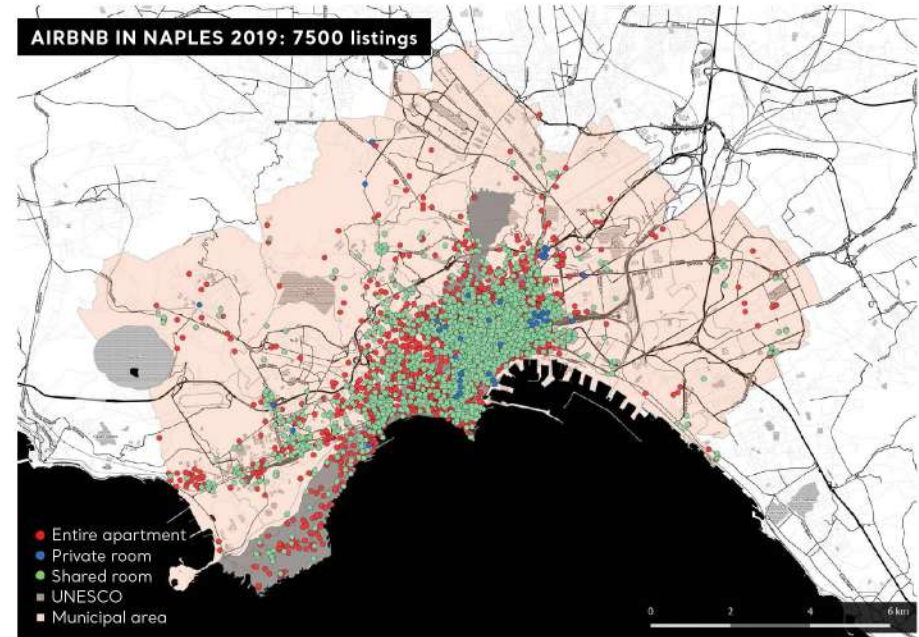 AIRBNB IN NAPLES 2019: 7500 listings
Entire apartment
Private room
Shared room
UNESCO
Municipal area
0 2 4 6 km